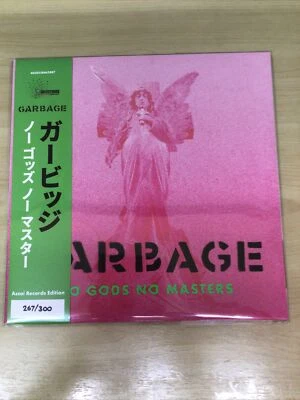 GARBAGE
ガービッジ
ノー ゴッズ ノー マスター
Assai Records Edition
267/300
ARBAGE
O GODS NO MASTERS